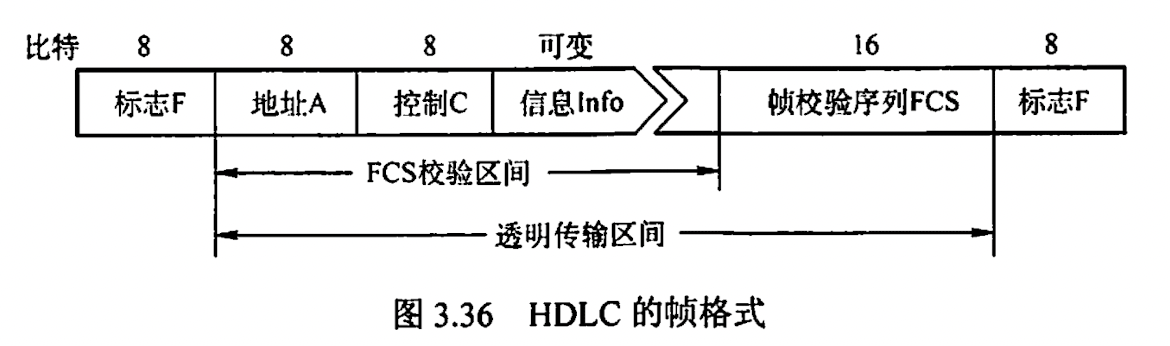 比特 8 8 8 可变 16 8
标志F 地址A 控制C 信息Info 帧校验序列FCS 标志F
FCS校验区间
透明传输区间
图 3.36 HDLC 的帧格式